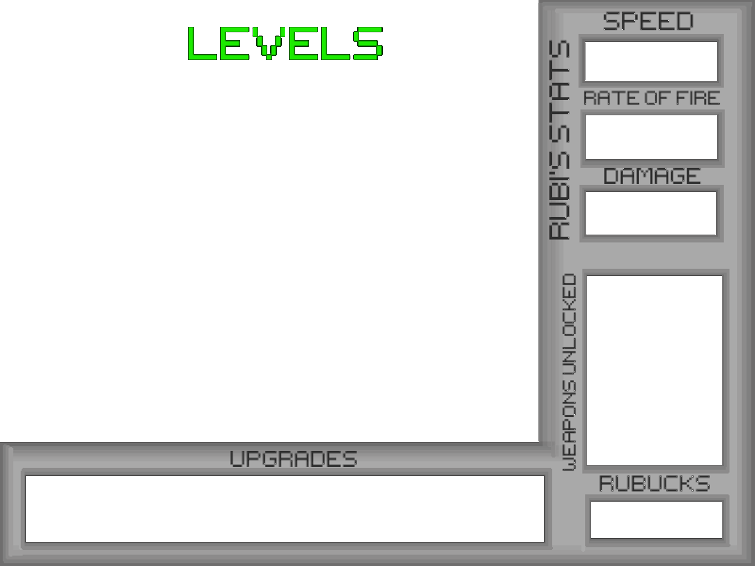 LEVELS
SPEED
RUBI'S STATS
RATE OF FIRE
DAMAGE
WEAPONS UNLOCKED
UPGRADES
RUBUCKS